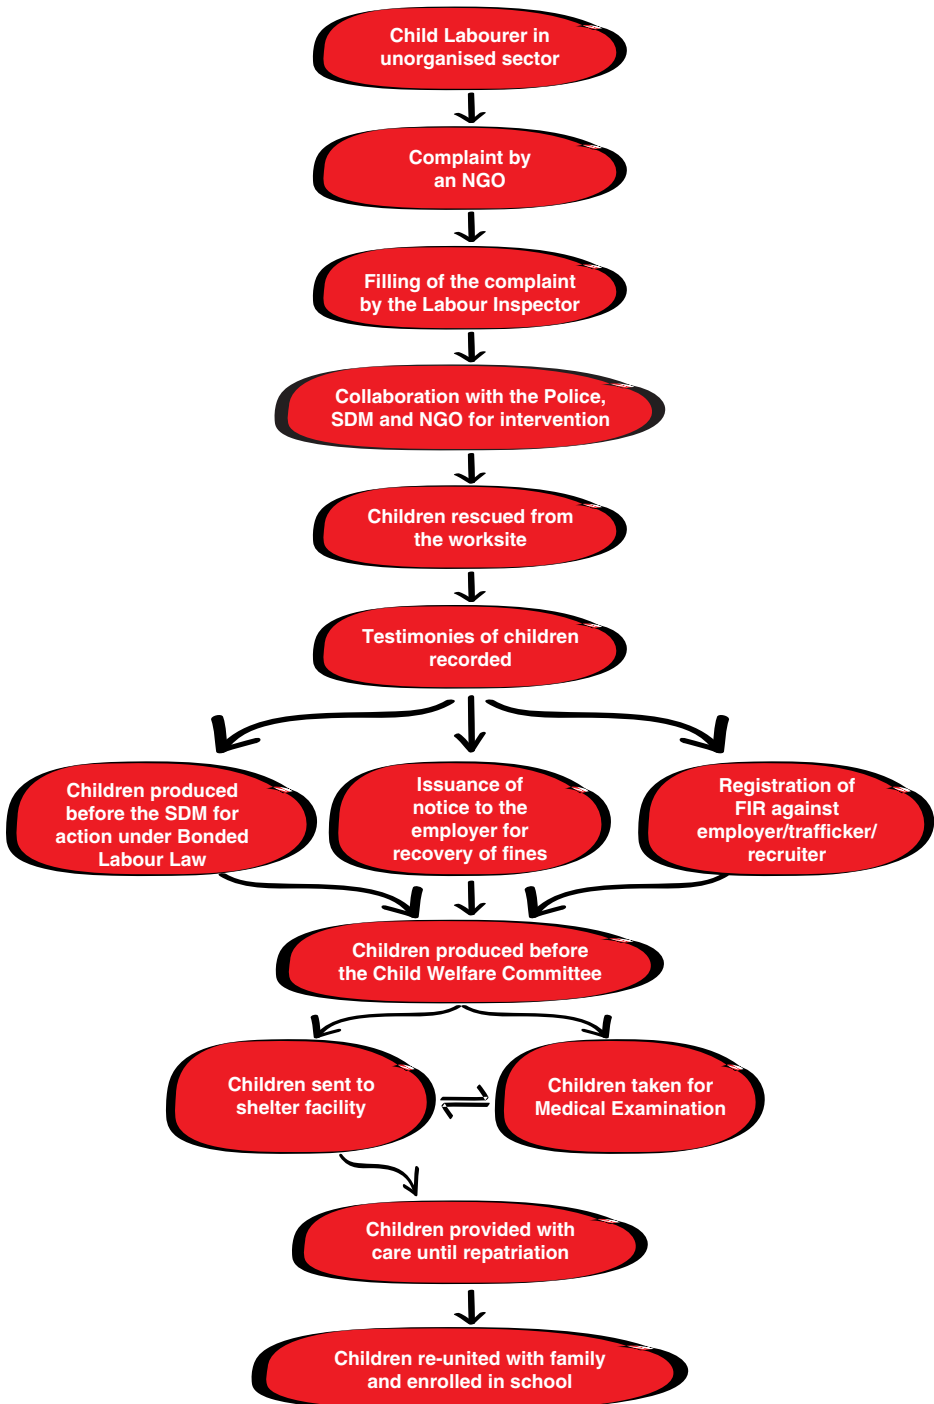 Child Labourer in
unorganised sector
Complaint by
an NGO
Filling of the complaint
by the Labour Inspector
Collaboration with the Police,
SDM and NGO for intervention
Children rescued from
the worksite
Testimonies of children
recorded
Children produced
before the SDM for
action under Bonded
Labour Law
Issuance of
notice to the
employer for
recovery of fines
Registration of
FIR against
employer/trafficker/
recruiter
Children produced before
the Child Welfare Committee
Children sent to
shelter facility
Children taken for
Medical Examination
Children provided with
care until repatriation
Children re-united with family
and enrolled in school